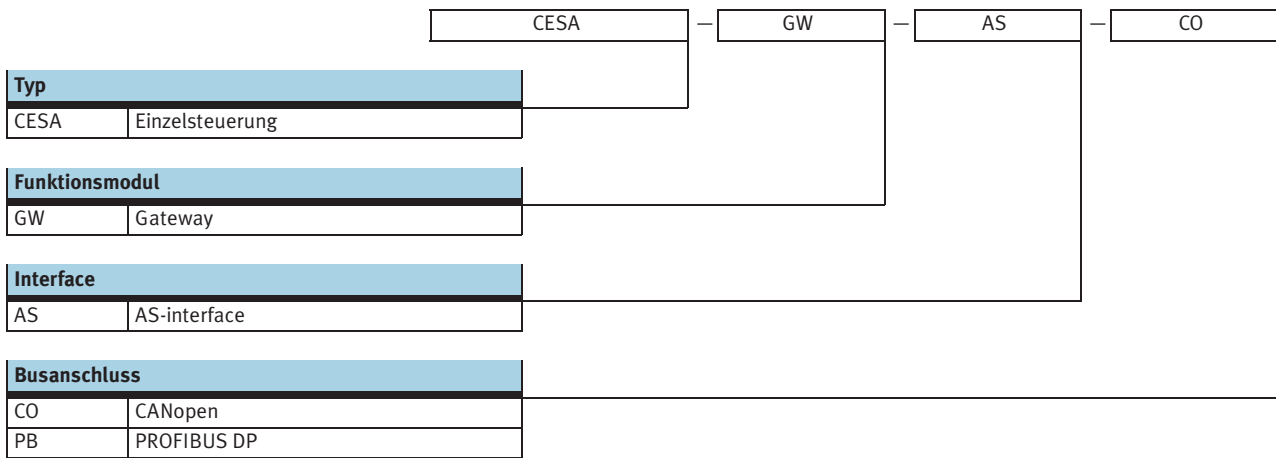 CESA — GW — AS — CO
Typ
CESA Einzelsteuerung
Funktionsmodul
GW Gateway
Interface
AS AS-interface
Busanschluss
CO CANopen
PB PROFIBUS DP